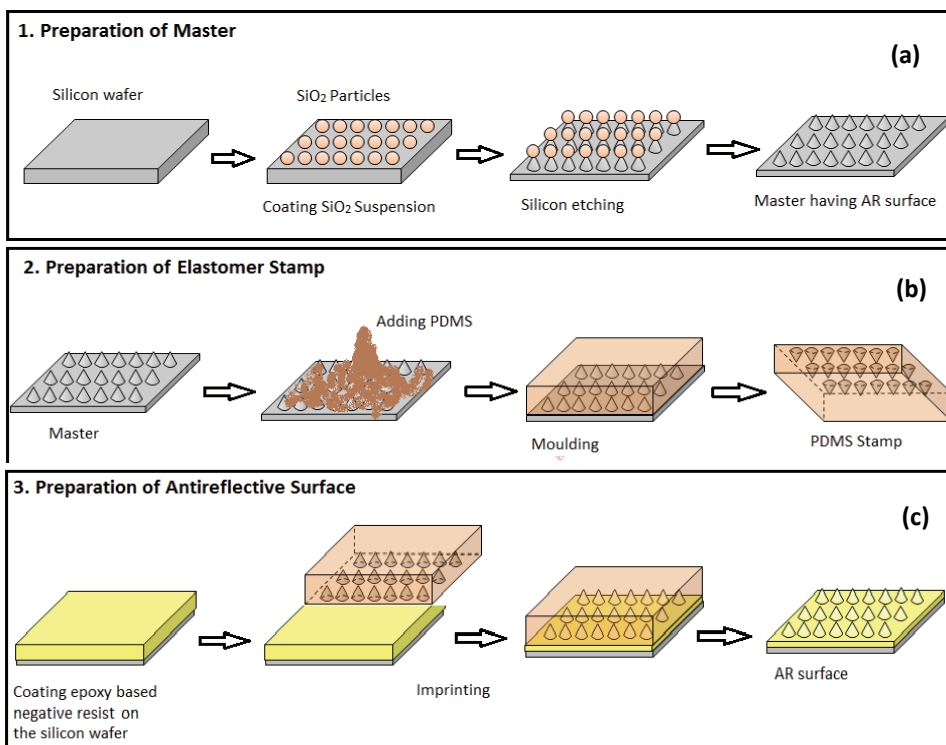 1. Preparation of Master
(a)
Silicon wafer
SiO₂ Particles
Coating SiO₂ Suspension
Silicon etching
Master having AR surface
2. Preparation of Elastomer Stamp
(b)
Adding PDMS
Master
Moulding
PDMS Stamp
3. Preparation of Antireflective Surface
(c)
Coating epoxy based
negative resist on
the silicon wafer
Imprinting
AR surface